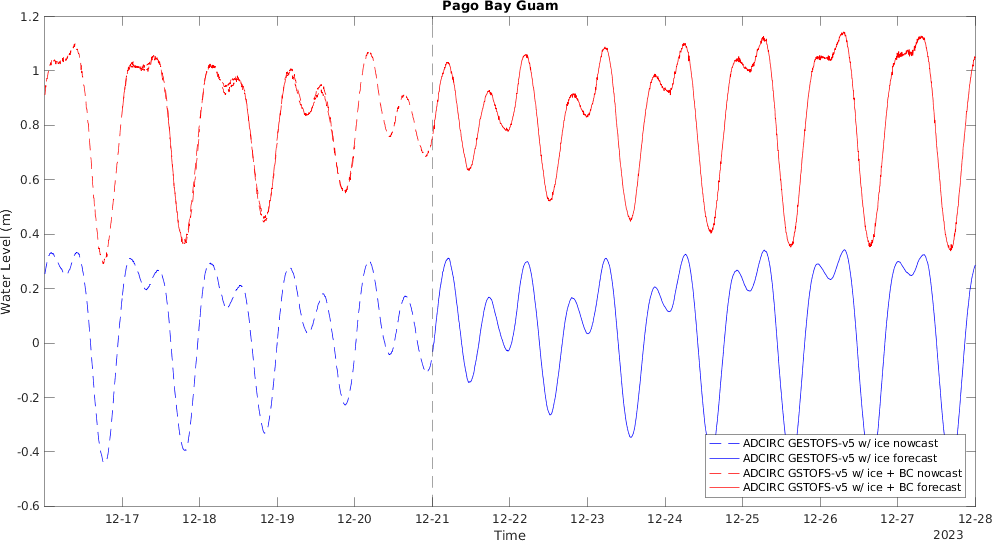 Pago Bay Guam
1.2
1
0.8
0.6
0.4
0.2
0
-0.2
-0.4
-0.6
Water Level (m)
ADCIRC GESTOFS-v5 w/ ice nowcast
ADCIRC GESTOFS-v5 w/ ice forecast
ADCIRC GSTOFS-v5 w/ ice + BC nowcast
ADCIRC GSTOFS-v5 w/ ice + BC forecast
12-17 12-18 12-19 12-20 12-21 12-22 12-23 12-24 12-25 12-26 12-27 12-28
Time
2023